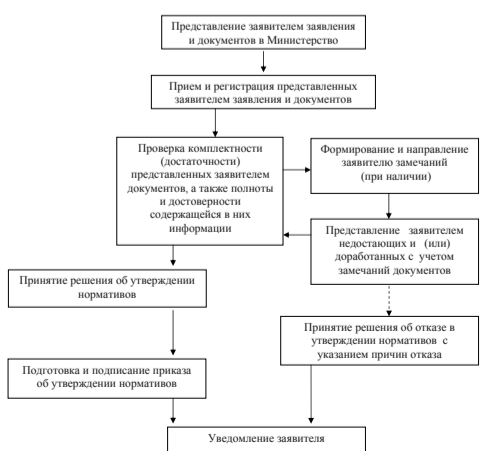 Представление заявителем заявления
и документов в Министерство
Прием и регистрация представленных
заявителем заявления и документов
Проверка комплектности
(достаточности)
представленных заявителем
документов, а также полноты
и достоверности
содержащейся в них
информации
Формирование и направление
заявителю замечаний
(при наличии)
Представление заявителем
недостающих и (или)
доработанных с учетом
замечаний документов
Принятие решения об утверждении
нормативов
Принятие решения об отказе в
утверждении нормативов с
указанием причин отказа
Подготовка и подписание приказа
об утверждении нормативов
Уведомление заявителя